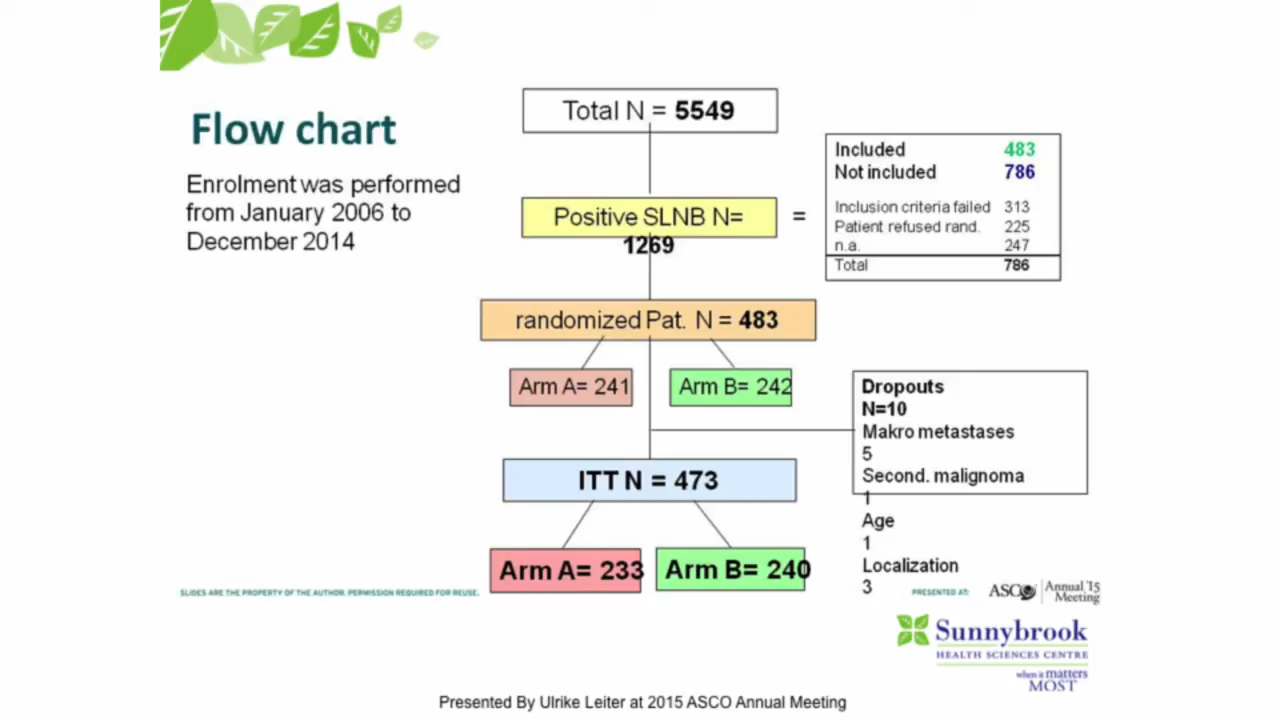 Flow chart
Enrolment was performed
from January 2006 to
December 2014
Total N = 5549
Positive SLNB N=
1269
=
Included 483
Not included 786
Inclusion criteria failed 313
Patient refused rand. 225
n.a. 247
Total 786
randomized Pat. N = 483
Arm A= 241
Arm B= 242
Dropouts
N=10
Makro metastases
5
Second. malignoma
1
Age
1
Localization
3
ITT N = 473
Arm A= 233
Arm B= 240
SLIDES ARE THE PROPERTY OF THE AUTHOR. PERMISSION REQUIRED FOR REUSE.
PRESENTED AT:
ASCO Annual '15
Meeting
Sunnybrook
HEALTH SCIENCES CENTRE
when it matters
MOST
Presented By Ulrike Leiter at 2015 ASCO Annual Meeting